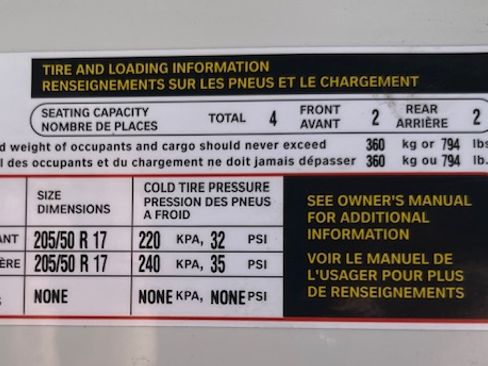 TIRE AND LOADING INFORMATION
RENSEIGNEMENTS SUR LES PNEUS ET LE CHARGEMENT
SEATING CAPACITY
NOMBRE DE PLACES
TOTAL 4
FRONT
AVANT
2
REAR
ARRIÈRE
2
d weight of occupants and cargo should never exceed 360 kg or 794 lbs
l des occupants et du chargement ne doit jamais dépasser 360 kg ou 794 lb.
SIZE
DIMENSIONS
COLD TIRE PRESSURE
PRESSION DES PNEUS
A FROID
ANT 205/50 R 17 220 KPA, 32 PSI
ÈRE 205/50 R 17 240 KPA, 35 PSI
S NONE NONE KPA, NONE PSI
SEE OWNER'S MANUAL
FOR ADDITIONAL
INFORMATION
VOIR LE MANUEL DE
L'USAGER POUR PLUS
DE RENSEIGNEMENTS